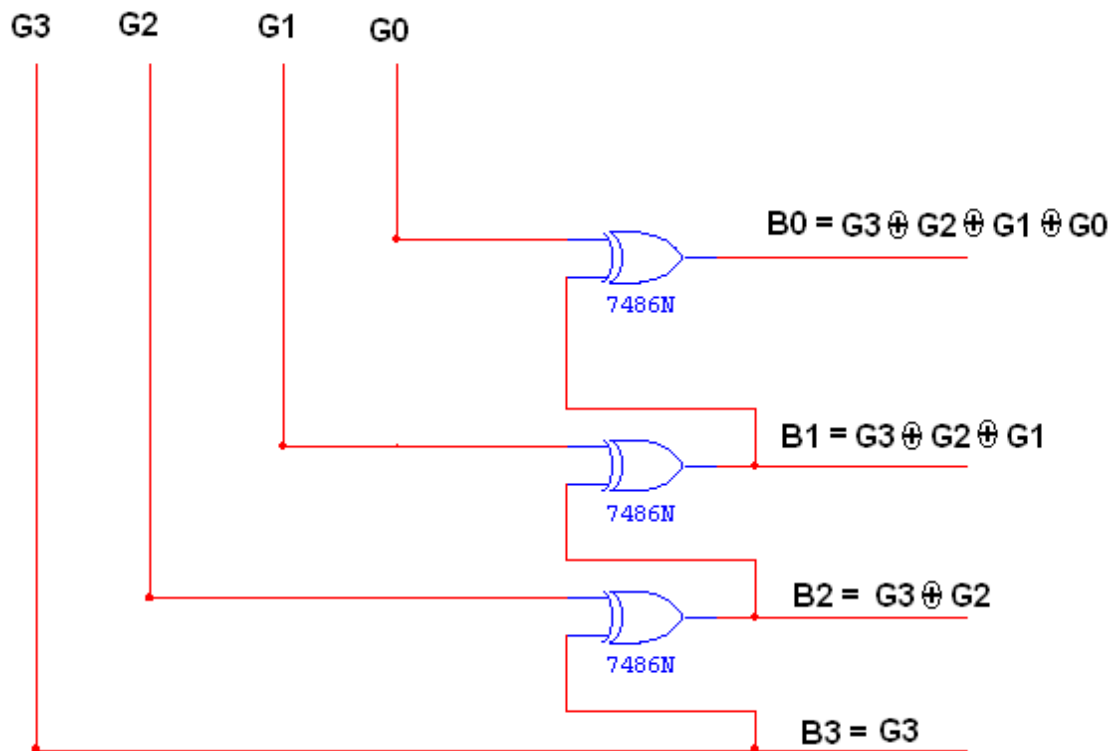 G3 G2 G1 G0
B0 = G3 ⊕ G2 ⊕ G1 ⊕ G0
7486N
B1 = G3 ⊕ G2 ⊕ G1
7486N
B2 = G3 ⊕ G2
7486N
B3 = G3